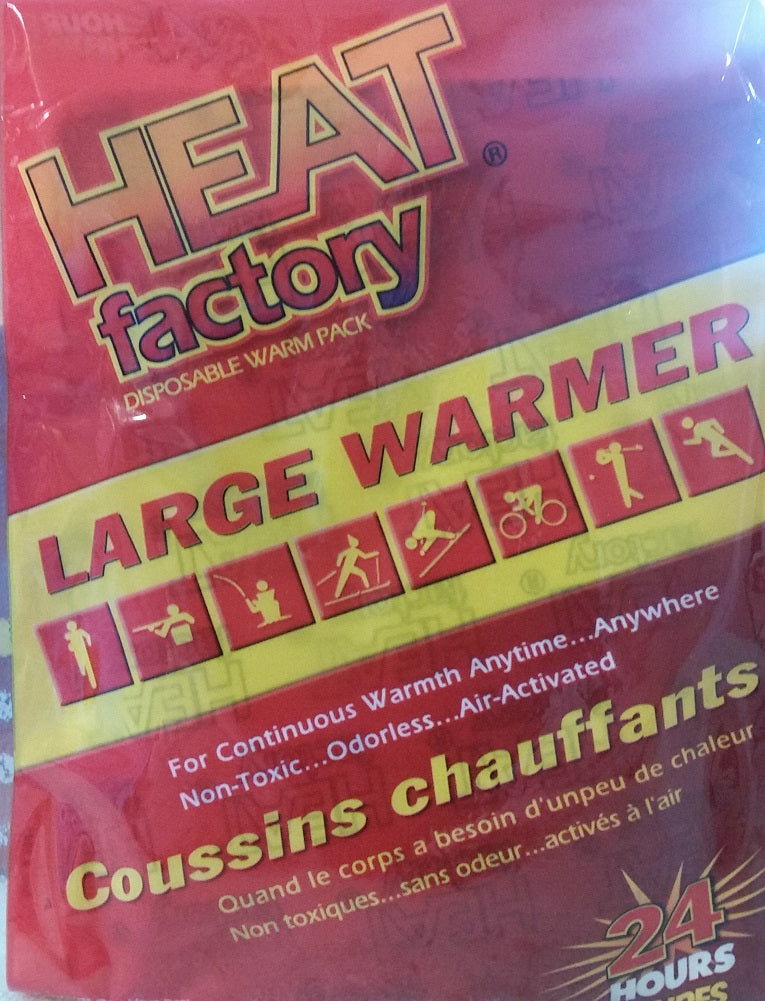 HEAT
factory
®
DISPOSABLE WARM PACK
LARGE WARMER
For Continuous Warmth Anytime...Anywhere
Non-Toxic...Odorless...Air-Activated
Coussins chauffants
Quand le corps a besoin d'unpeu de chaleur
Non toxiques...sans odeur...activés à l'air
24
HOURS